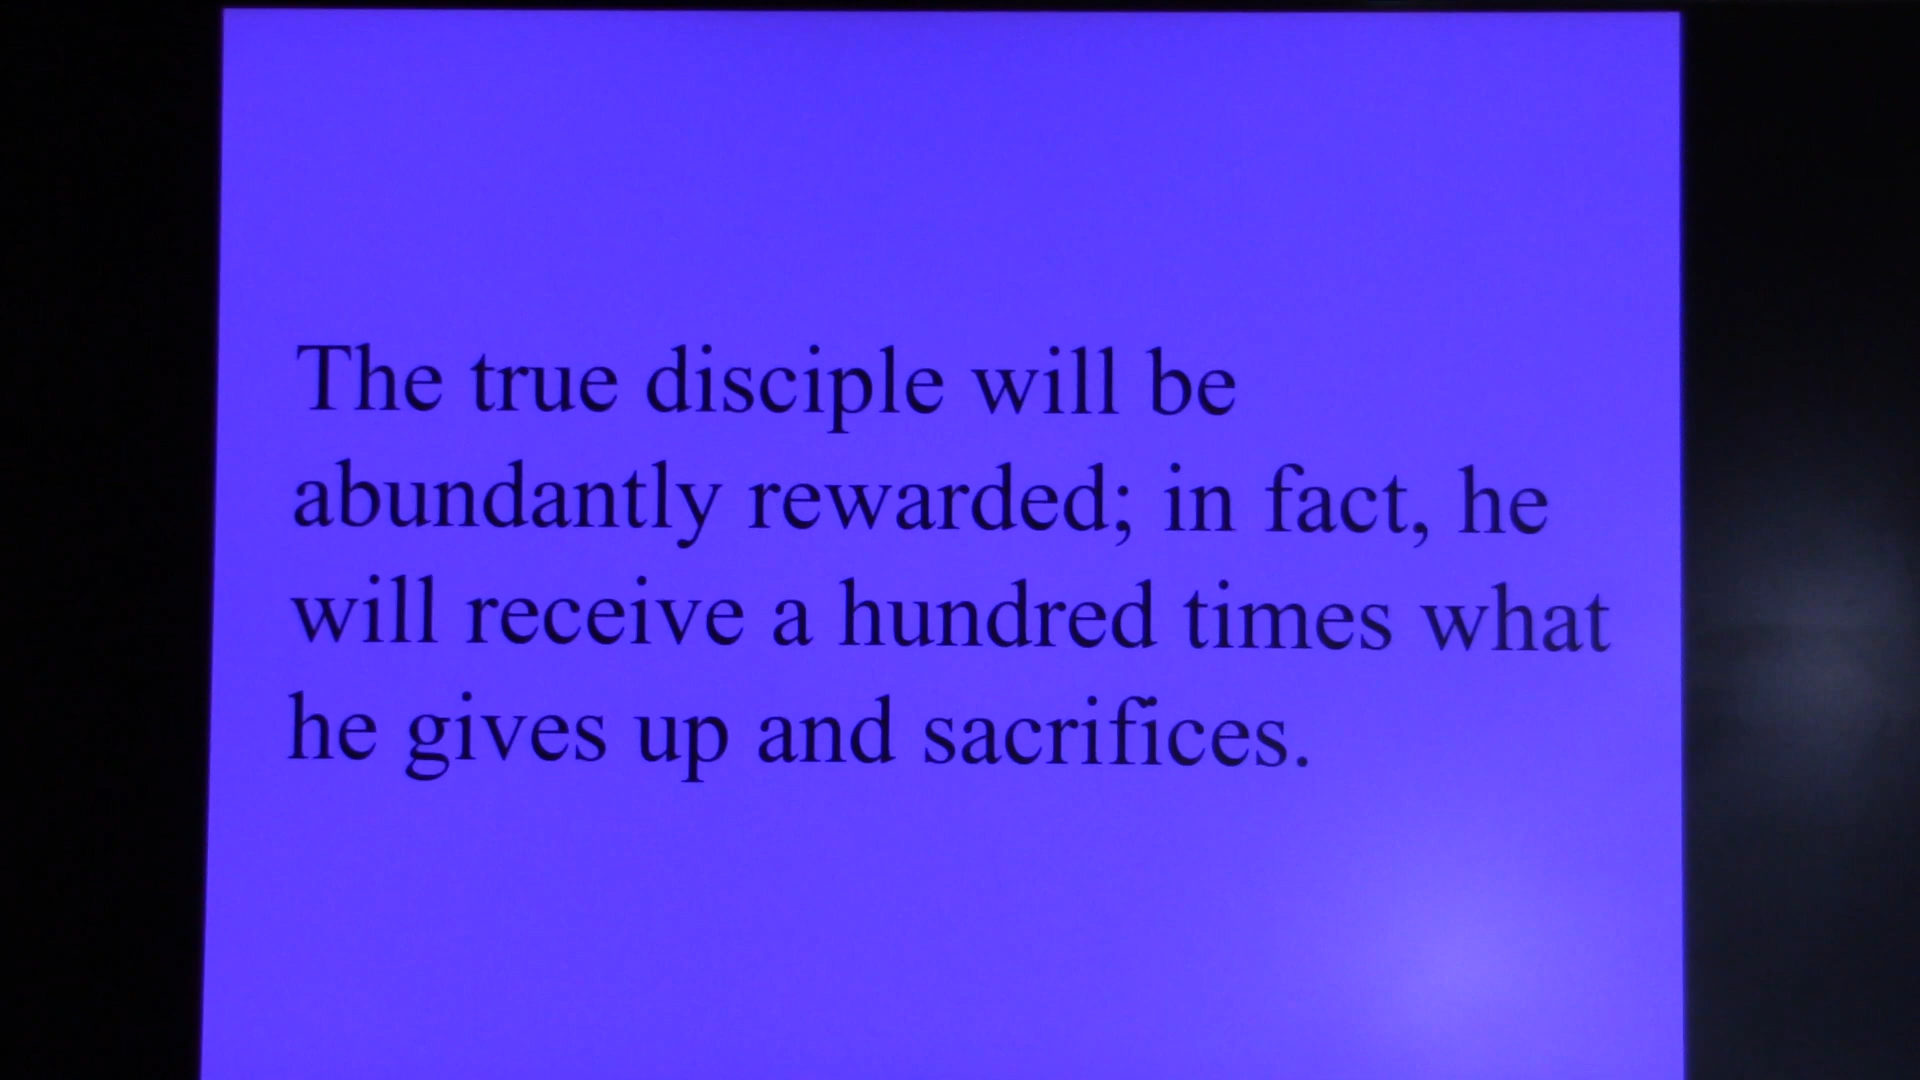 The true disciple will be
abundantly rewarded; in fact, he
will receive a hundred times what
he gives up and sacrifices.